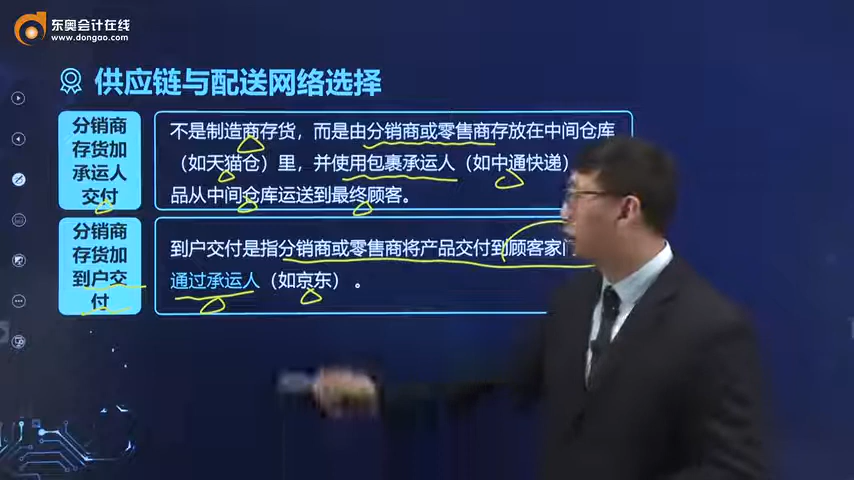 东奥会计在线
www.dongao.com
供应链与配送网络选择
分销商
存货加
承运人
交付
不是制造商存货，而是由分销商或零售商存放在中间仓库
（如天猫仓）里，并使用包裹承运人（如中通快递）
品从中间仓库运送到最终顾客。
分销商
存货加
到户交
付
到户交付是指分销商或零售商将产品交付到顾客家门
通过承运人（如京东）。